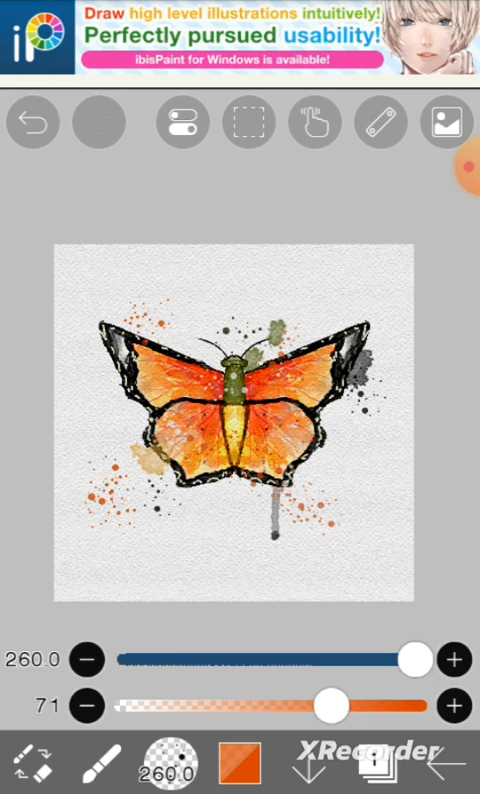 iP
Draw high level illustrations intuitively!
Perfectly pursued usability!
ibisPaint for Windows is available!
260.0
71
260.0
1
XRecorder